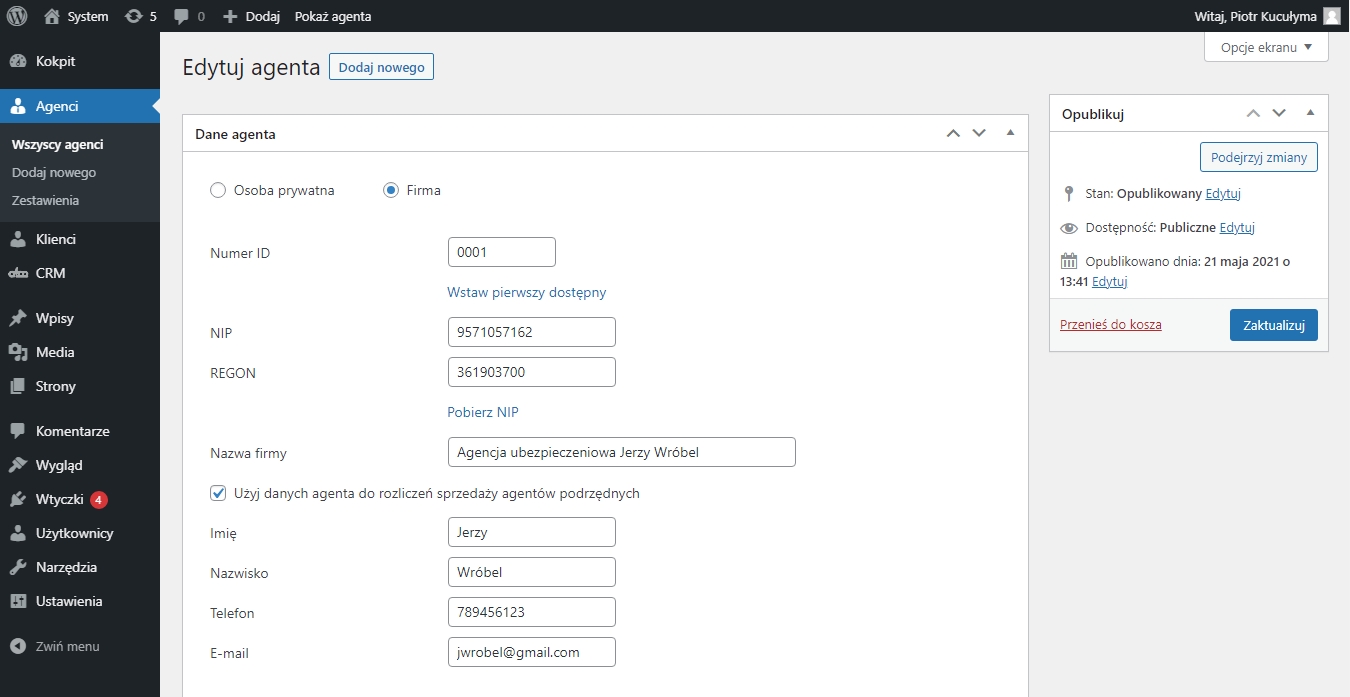 System 5 0 Dodaj Pokaż agenta Witaj, Piotr Kucułyma
Opcje ekranu
Kokpit
Agenci
Wszyscy agenci
Dodaj nowego
Zestawienia
Klienci
CRM
Wpisy
Media
Strony
Komentarze
Wygląd
Wtyczki 4
Użytkownicy
Narzędzia
Ustawienia
Zwiń menu
Edytuj agenta Dodaj nowego
Dane agenta
Osoba prywatna Firma
Numer ID 0001
Wstaw pierwszy dostępny
NIP 9571057162
REGON 361903700
Pobierz NIP
Nazwa firmy Agencja ubezpieczeniowa Jerzy Wróbel
Użyj danych agenta do rozliczeń sprzedaży agentów podrzędnych
Imię Jerzy
Nazwisko Wróbel
Telefon 789456123
E-mail jwrobel@gmail.com
Opublikuj
Podejrzyj zmiany
Stan: Opublikowany Edytuj
Dostępność: Publiczne Edytuj
Opublikowano dnia: 21 maja 2021 o
13:41 Edytuj
Przenieś do kosza Zaktualizuj